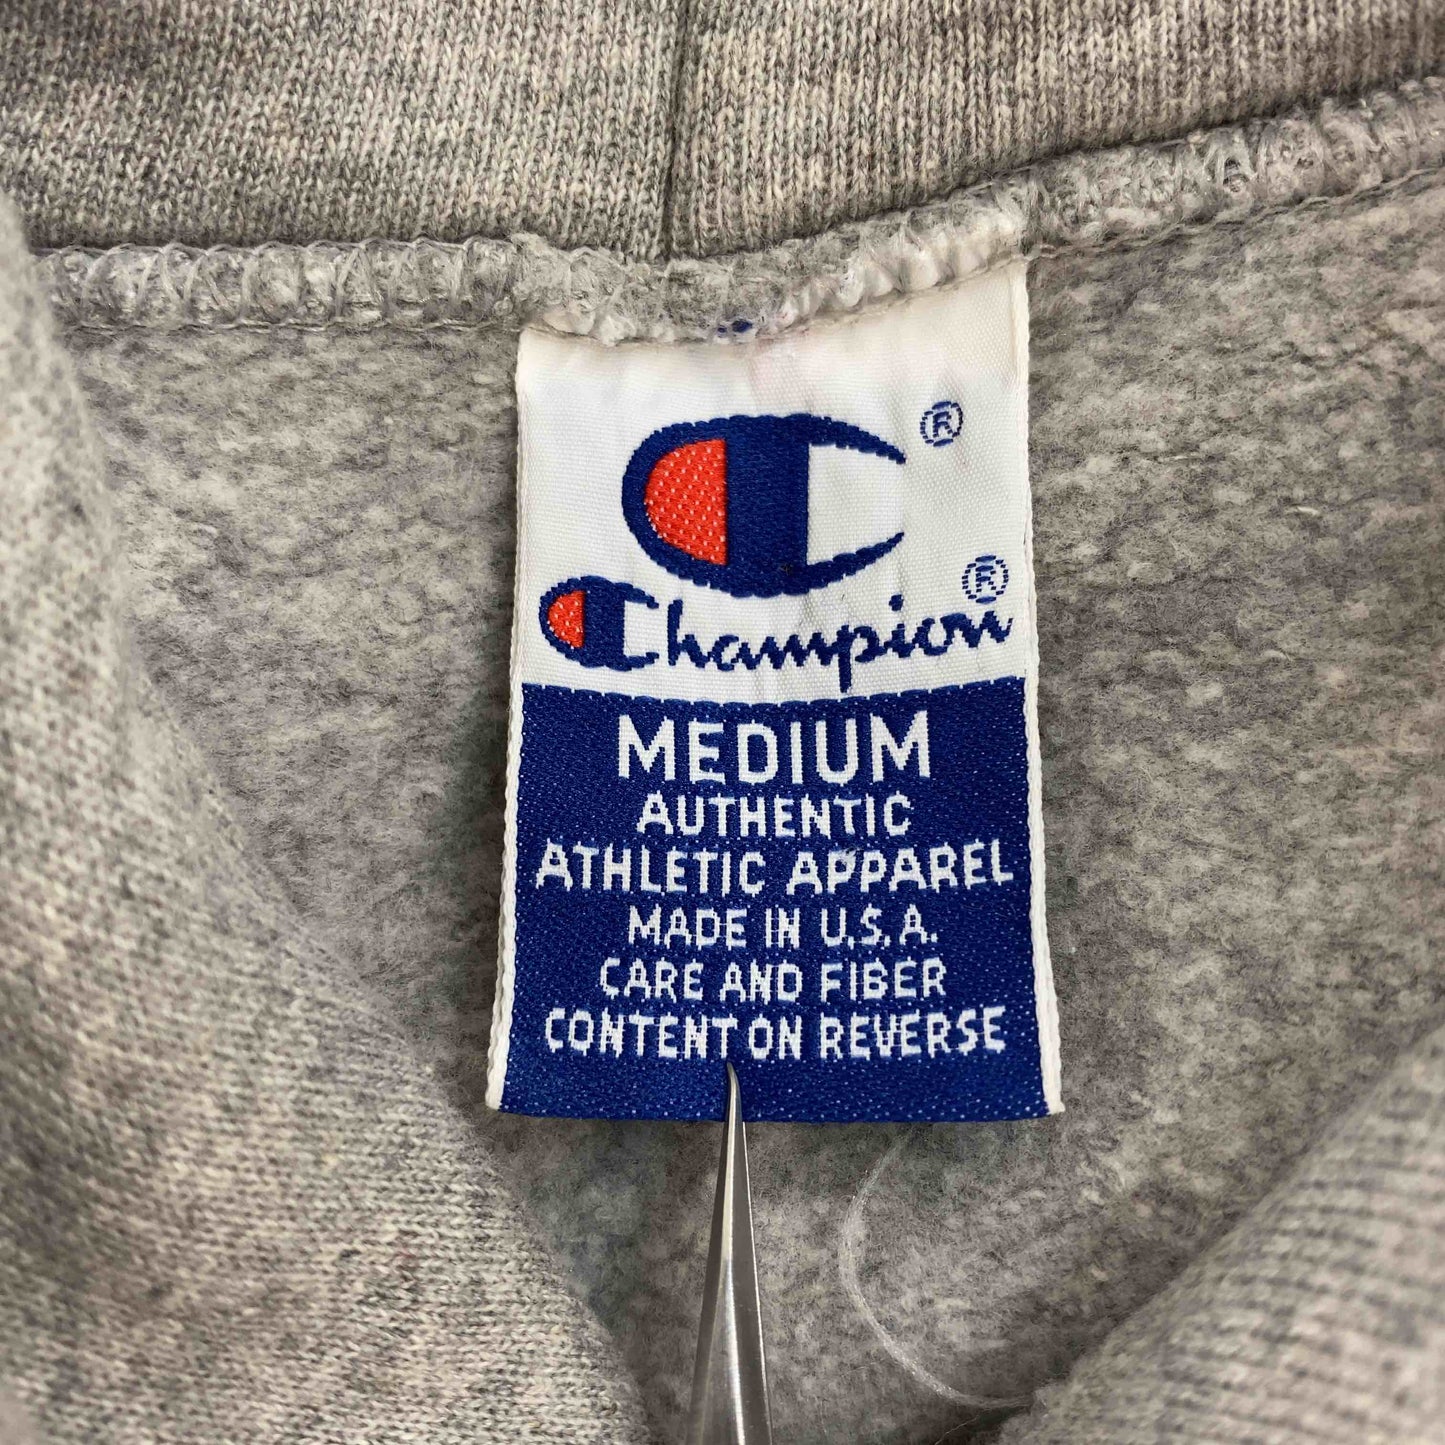 ®
Champion®
MEDIUM
AUTHENTIC
ATHLETIC APPAREL
MADE IN U.S.A.
CARE AND FIBER
CONTENT ON REVERSE